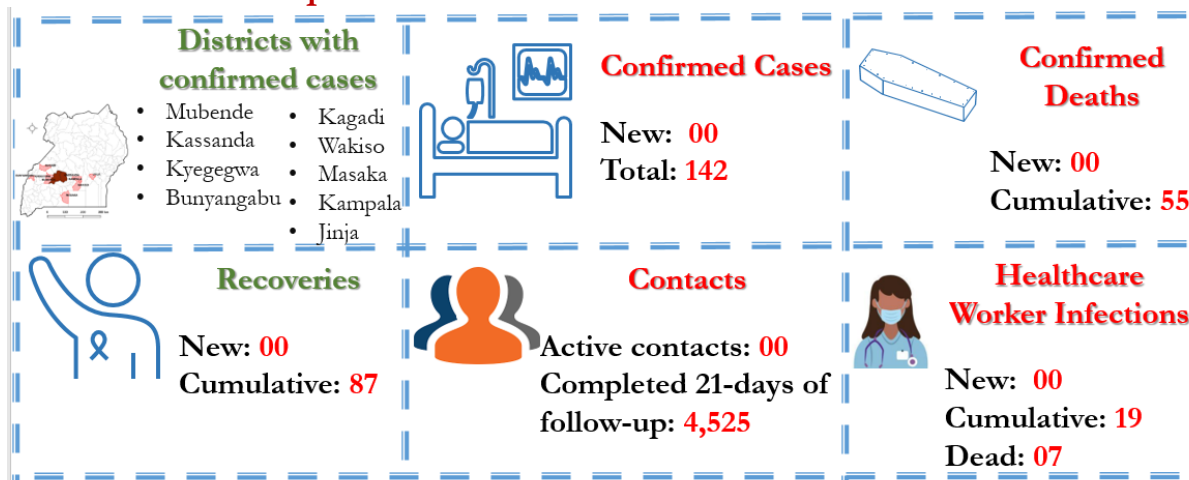 Districts with
confirmed cases
• Mubende
• Kassanda
• Kyegegwa
• Bunyangabu
• Kagadi
• Wakiso
• Masaka
• Kampala
• Jinja
Confirmed Cases
New: 00
Total: 142
Confirmed
Deaths
New: 00
Cumulative: 55
Recoveries
New: 00
Cumulative: 87
Contacts
Active contacts: 00
Completed 21-days of
follow-up: 4,525
Healthcare
Worker Infections
New: 00
Cumulative: 19
Dead: 07